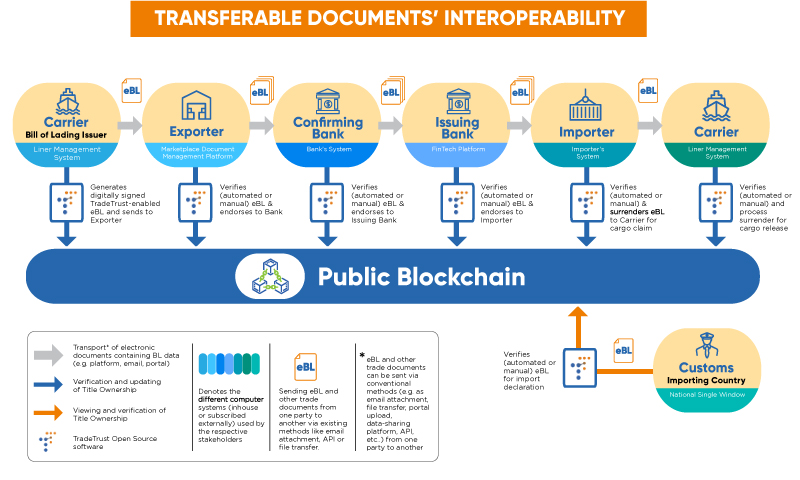 TRANSFERABLE DOCUMENTS' INTEROPERABILITY
eBL
eBL
eBL
eBL
eBL
Carrier
Bill of Lading Issuer
Liner Management
System
Exporter
Marketplace Document
Management Platform
Confirming
Bank
Bank's System
Issuing
Bank
FinTech Platform
Importer
Importer's
System
Carrier
Liner Management
System
Generates
digitally signed
TradeTrust-enabled
eBL and sends to
Exporter
Verifies
(automated or
manual) eBL &
endorses to Bank
Verifies
(automated or
manual) eBL &
endorses to
Issuing Bank
Verifies
(automated or
manual) eBL &
endorses to
Importer
Verifies
(automated or
manual) &
surrenders eBL
to Carrier for
cargo claim
Verifies
(automated or
manual) and
process
surrender for
cargo release
Public Blockchain
Transport* of electronic
documents containing BL data
(e.g. platform, email, portal)
Verification and updating
of Title Ownership
Viewing and verification of
Title Ownership
TradeTrust Open Source
software
Denotes the
different computer
systems (inhouse
or subscribed
externally) used by
the respective
stakeholders
eBL
Sending eBL and
other trade
documents from
one party to
another via existing
methods like email
attachment, API or
file transfer.
* eBL and other
trade documents
can be sent via
conventional
methods (e.g. as
email attachment,
file transfer, portal
upload,
data-sharing
platform, API,
etc..) from one
party to another
Verifies
(automated or
manual) eBL
for import
declaration
eBL
Customs
Importing Country
National Single Window